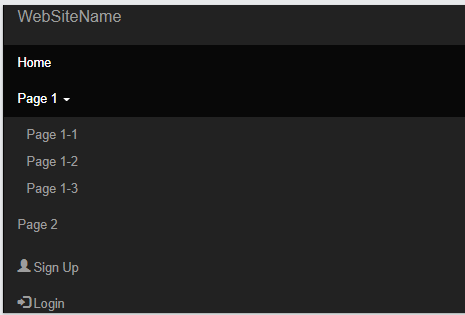 WebSiteName
Home
Page 1
Page 1-1
Page 1-2
Page 1-3
Page 2
Sign Up
Login